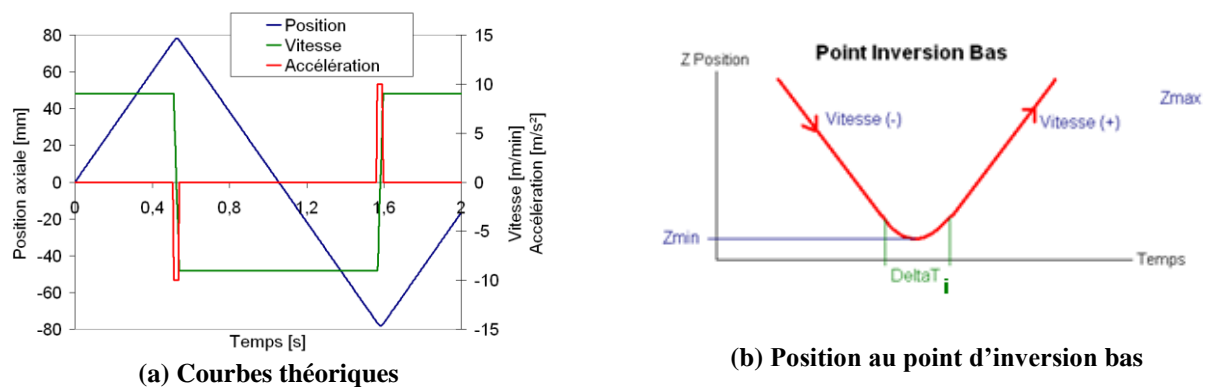 Position
Vitesse
Accélération
80
60
40
20
0
-20
-40
-60
-80
Position axiale [mm]
0
0,4
0,8
1,2
1,6
2
Temps [s]
15
10
5
0
-5
-10
-15
Vitesse [m/min]
Accélération [m/s²]
(a) Courbes théoriques
Point Inversion Bas
Z Position
Zmax
Vitesse (-)
Vitesse (+)
Zmin
Temps
DeltaT i
(b) Position au point d’inversion bas